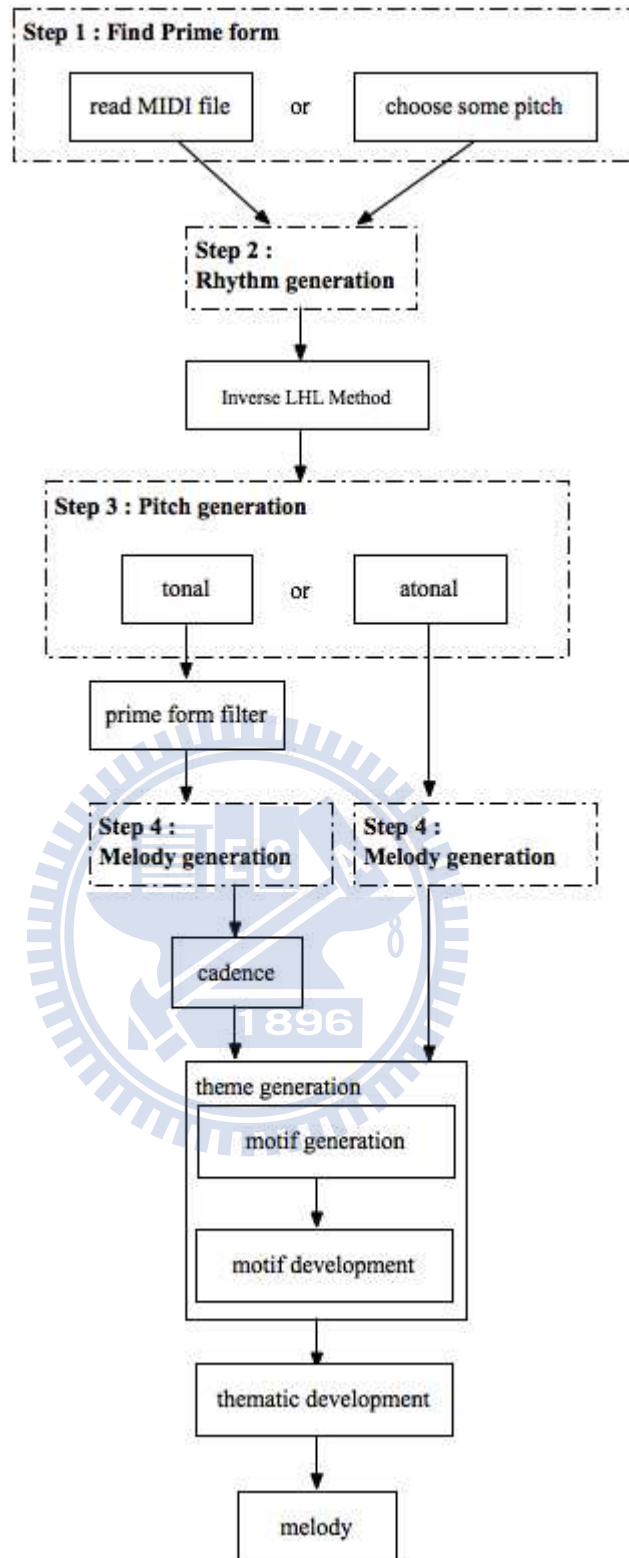 Step 1 : Find Prime form
read MIDI file
or
choose some pitch
Step 2 :
Rhythm generation
Inverse LHL Method
Step 3 : Pitch generation
tonal
or
atonal
prime form filter
Step 4 :
Melody generation
Step 4 :
Melody generation
ES
cadence
1896
theme generation
motif generation
motif development
thematic development
melody